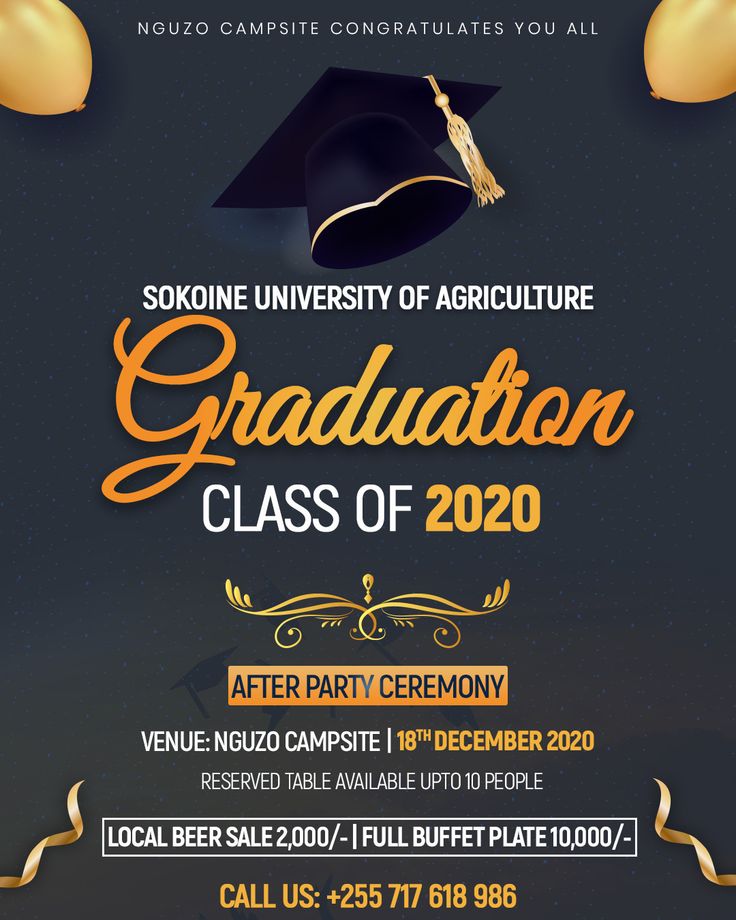 NGUZO CAMPSITE CONGRATULATES YOU ALL
SOKOINE UNIVERSITY OF AGRICULTURE
Graduation
CLASS OF 2020
AFTER PARTY CEREMONY
VENUE: NGUZO CAMPSITE | 18TH DECEMBER 2020
RESERVED TABLE AVAILABLE UPTO 10 PEOPLE
LOCAL BEER SALE 2,000/- | FULL BUFFET PLATE 10,000/-
CALL US: +255 717 618 986